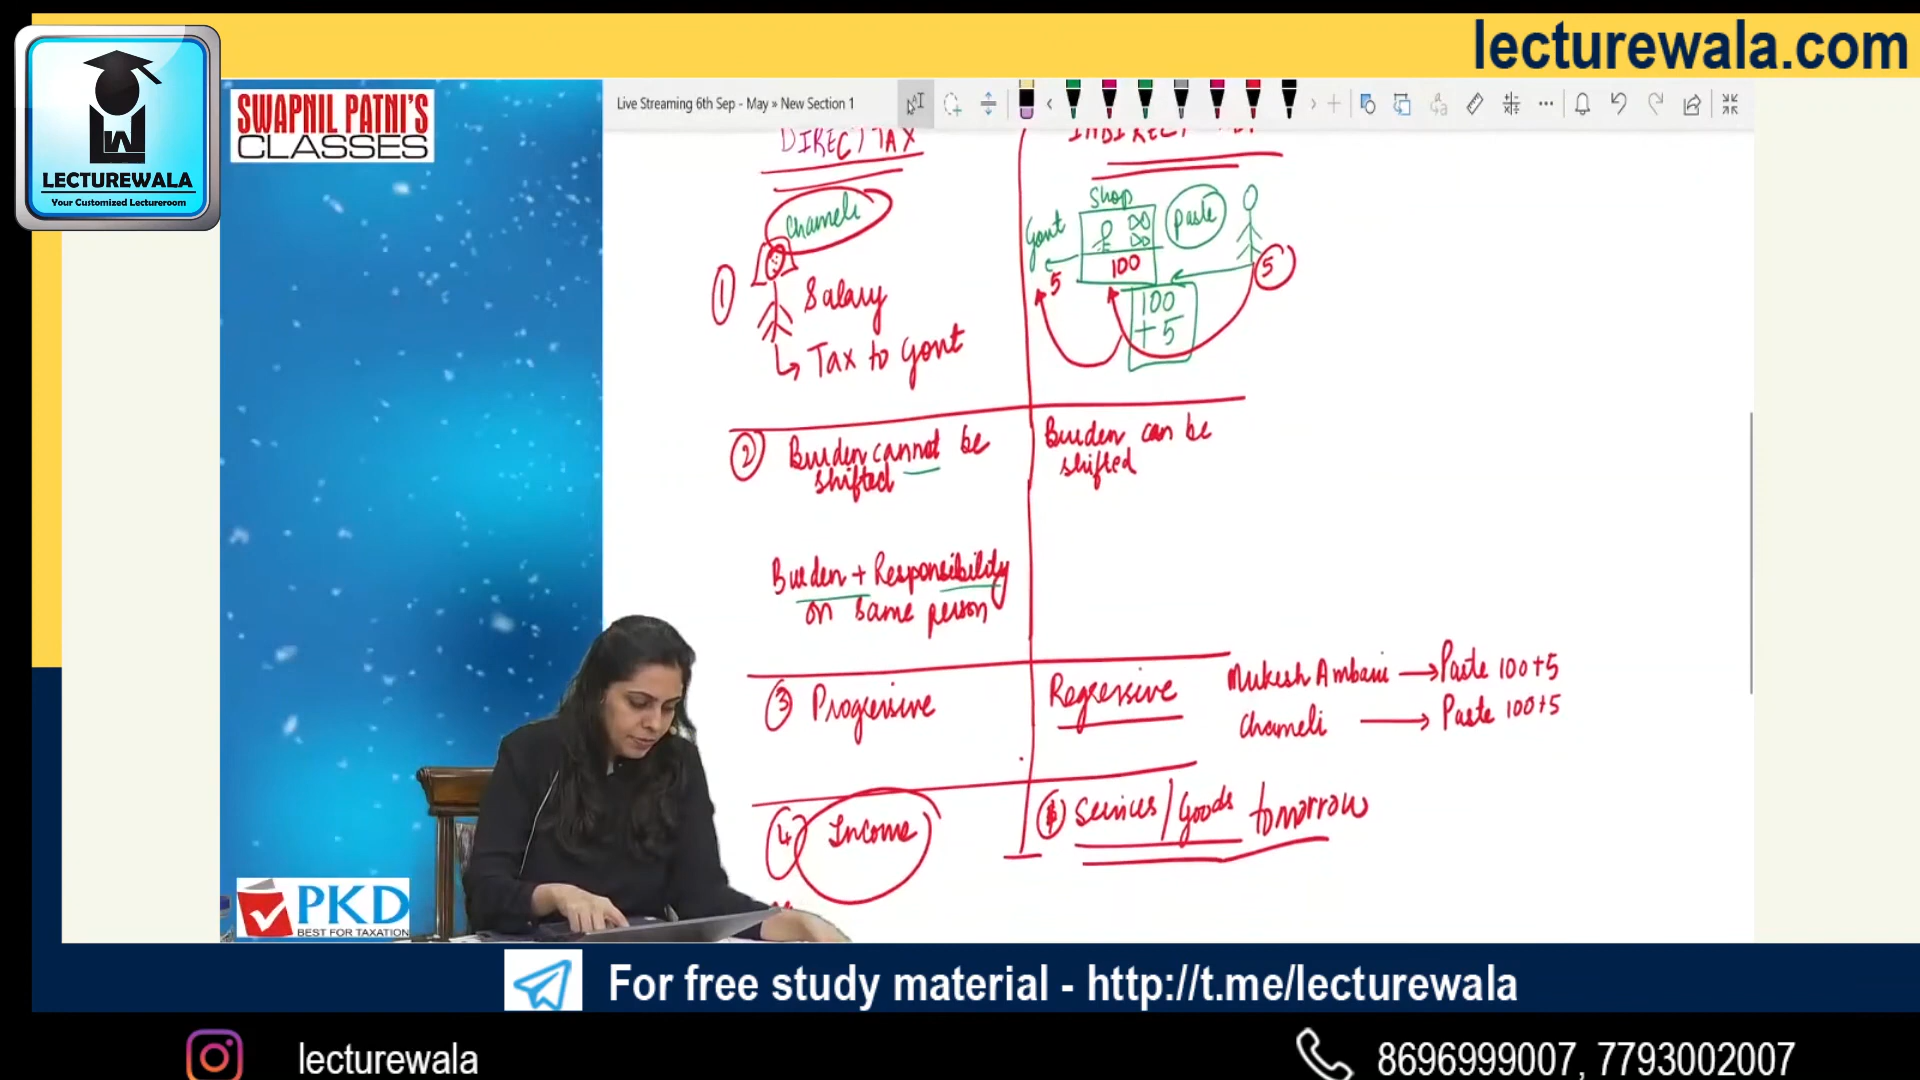 lecturewala.com
SWAPNIL PATNI'S
CLASSES
LW
LECTUREWALA
Your Customized Lectureroom
Live Streaming 6th Sep - May » New Section 1
DIRECT TAX
INDIRECT
Chameli
Shop
Govt
Paste
100
5
5
100
+ 5
①
Salary
↳ Tax to Govt
② Burden cannot be
shifted
Burden can be
shifted
Burden + Responsibility
on same person
③ Progressive
Regressive
Mukesh Ambani → Paste 100+5
Chameli → Paste 100+5
④ Income
Services / Goods tomorrow
PKD
BEST FOR TAXATION
For free study material - http://t.me/lecturewala
lecturewala
8696999007, 7793002007